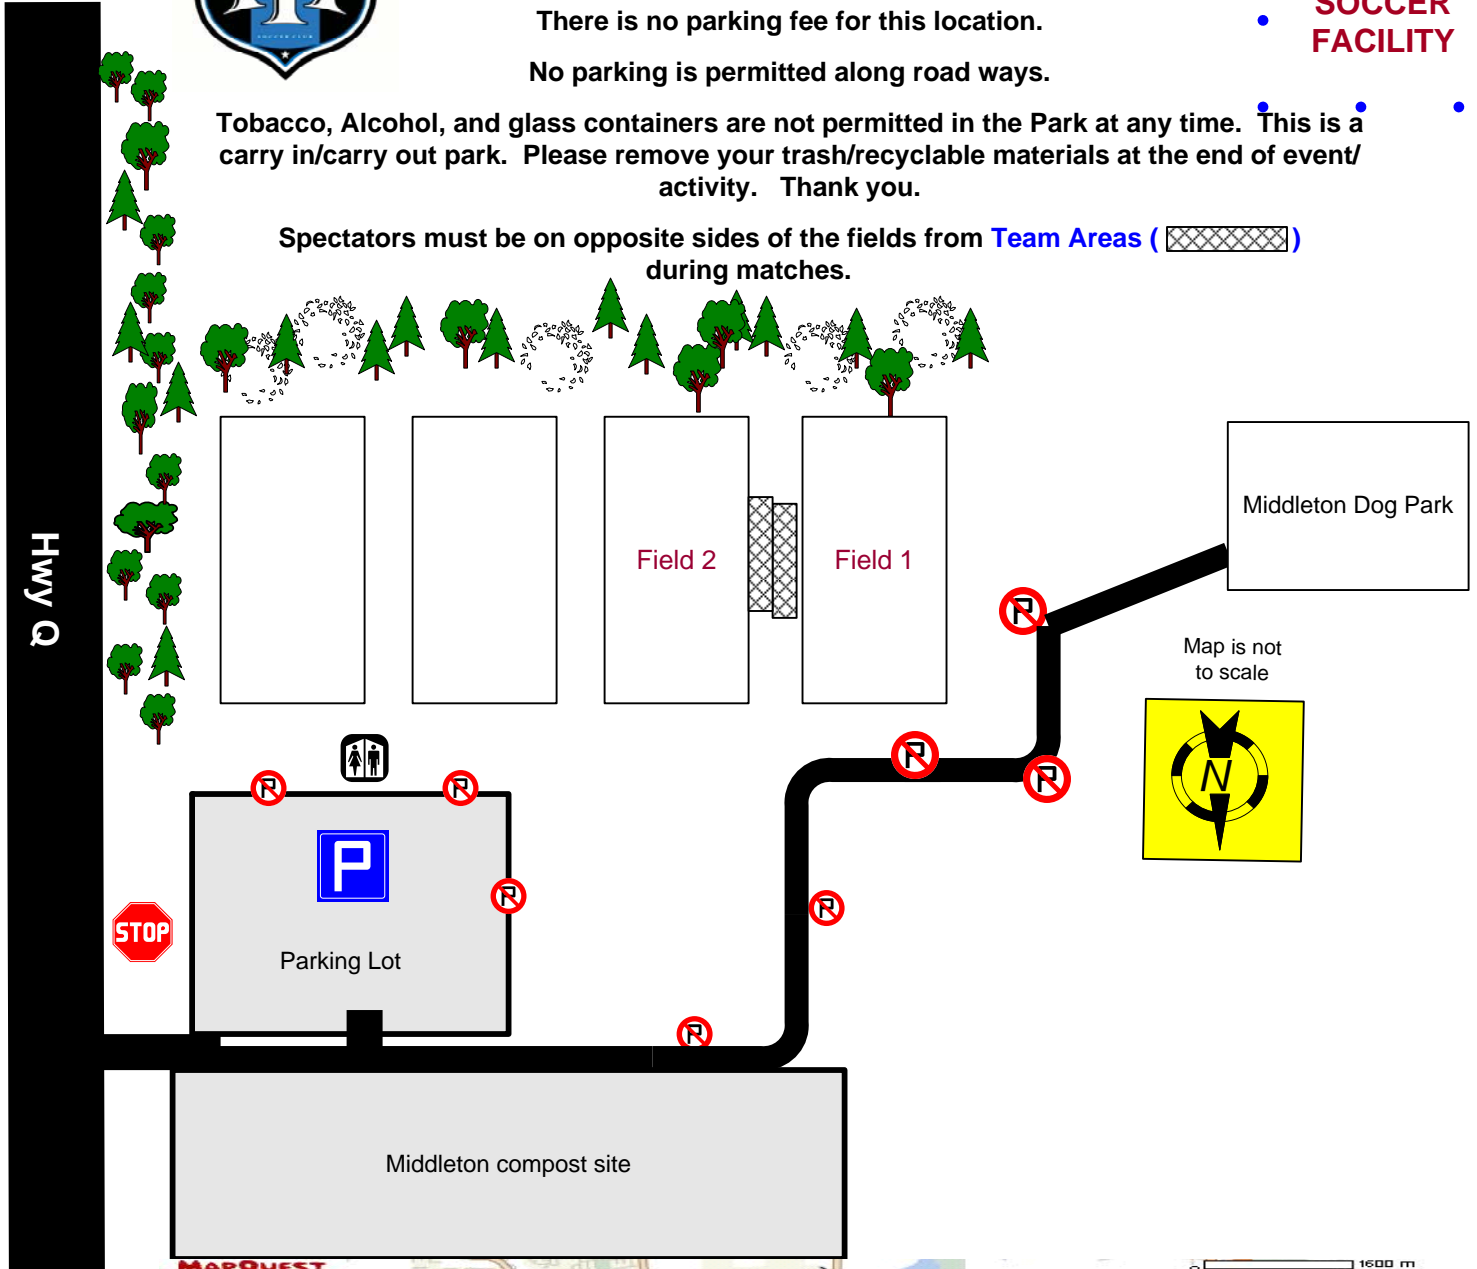 SOCCER
FACILITY
There is no parking fee for this location.
No parking is permitted along road ways.
Tobacco, Alcohol, and glass containers are not permitted in the Park at any time.  This is a
carry in/carry out park.  Please remove your trash/recyclable materials at the end of event/
activity.   Thank you.
Spectators must be on opposite sides of the fields from Team Areas ( )
during matches.
Hwy Q
Field 2
Field 1
Middleton Dog Park
P
Map is not
to scale
N
P
P
P
P
P
P
STOP
P
P
Parking Lot
P
Middleton compost site
MAPQUEST
1600 m